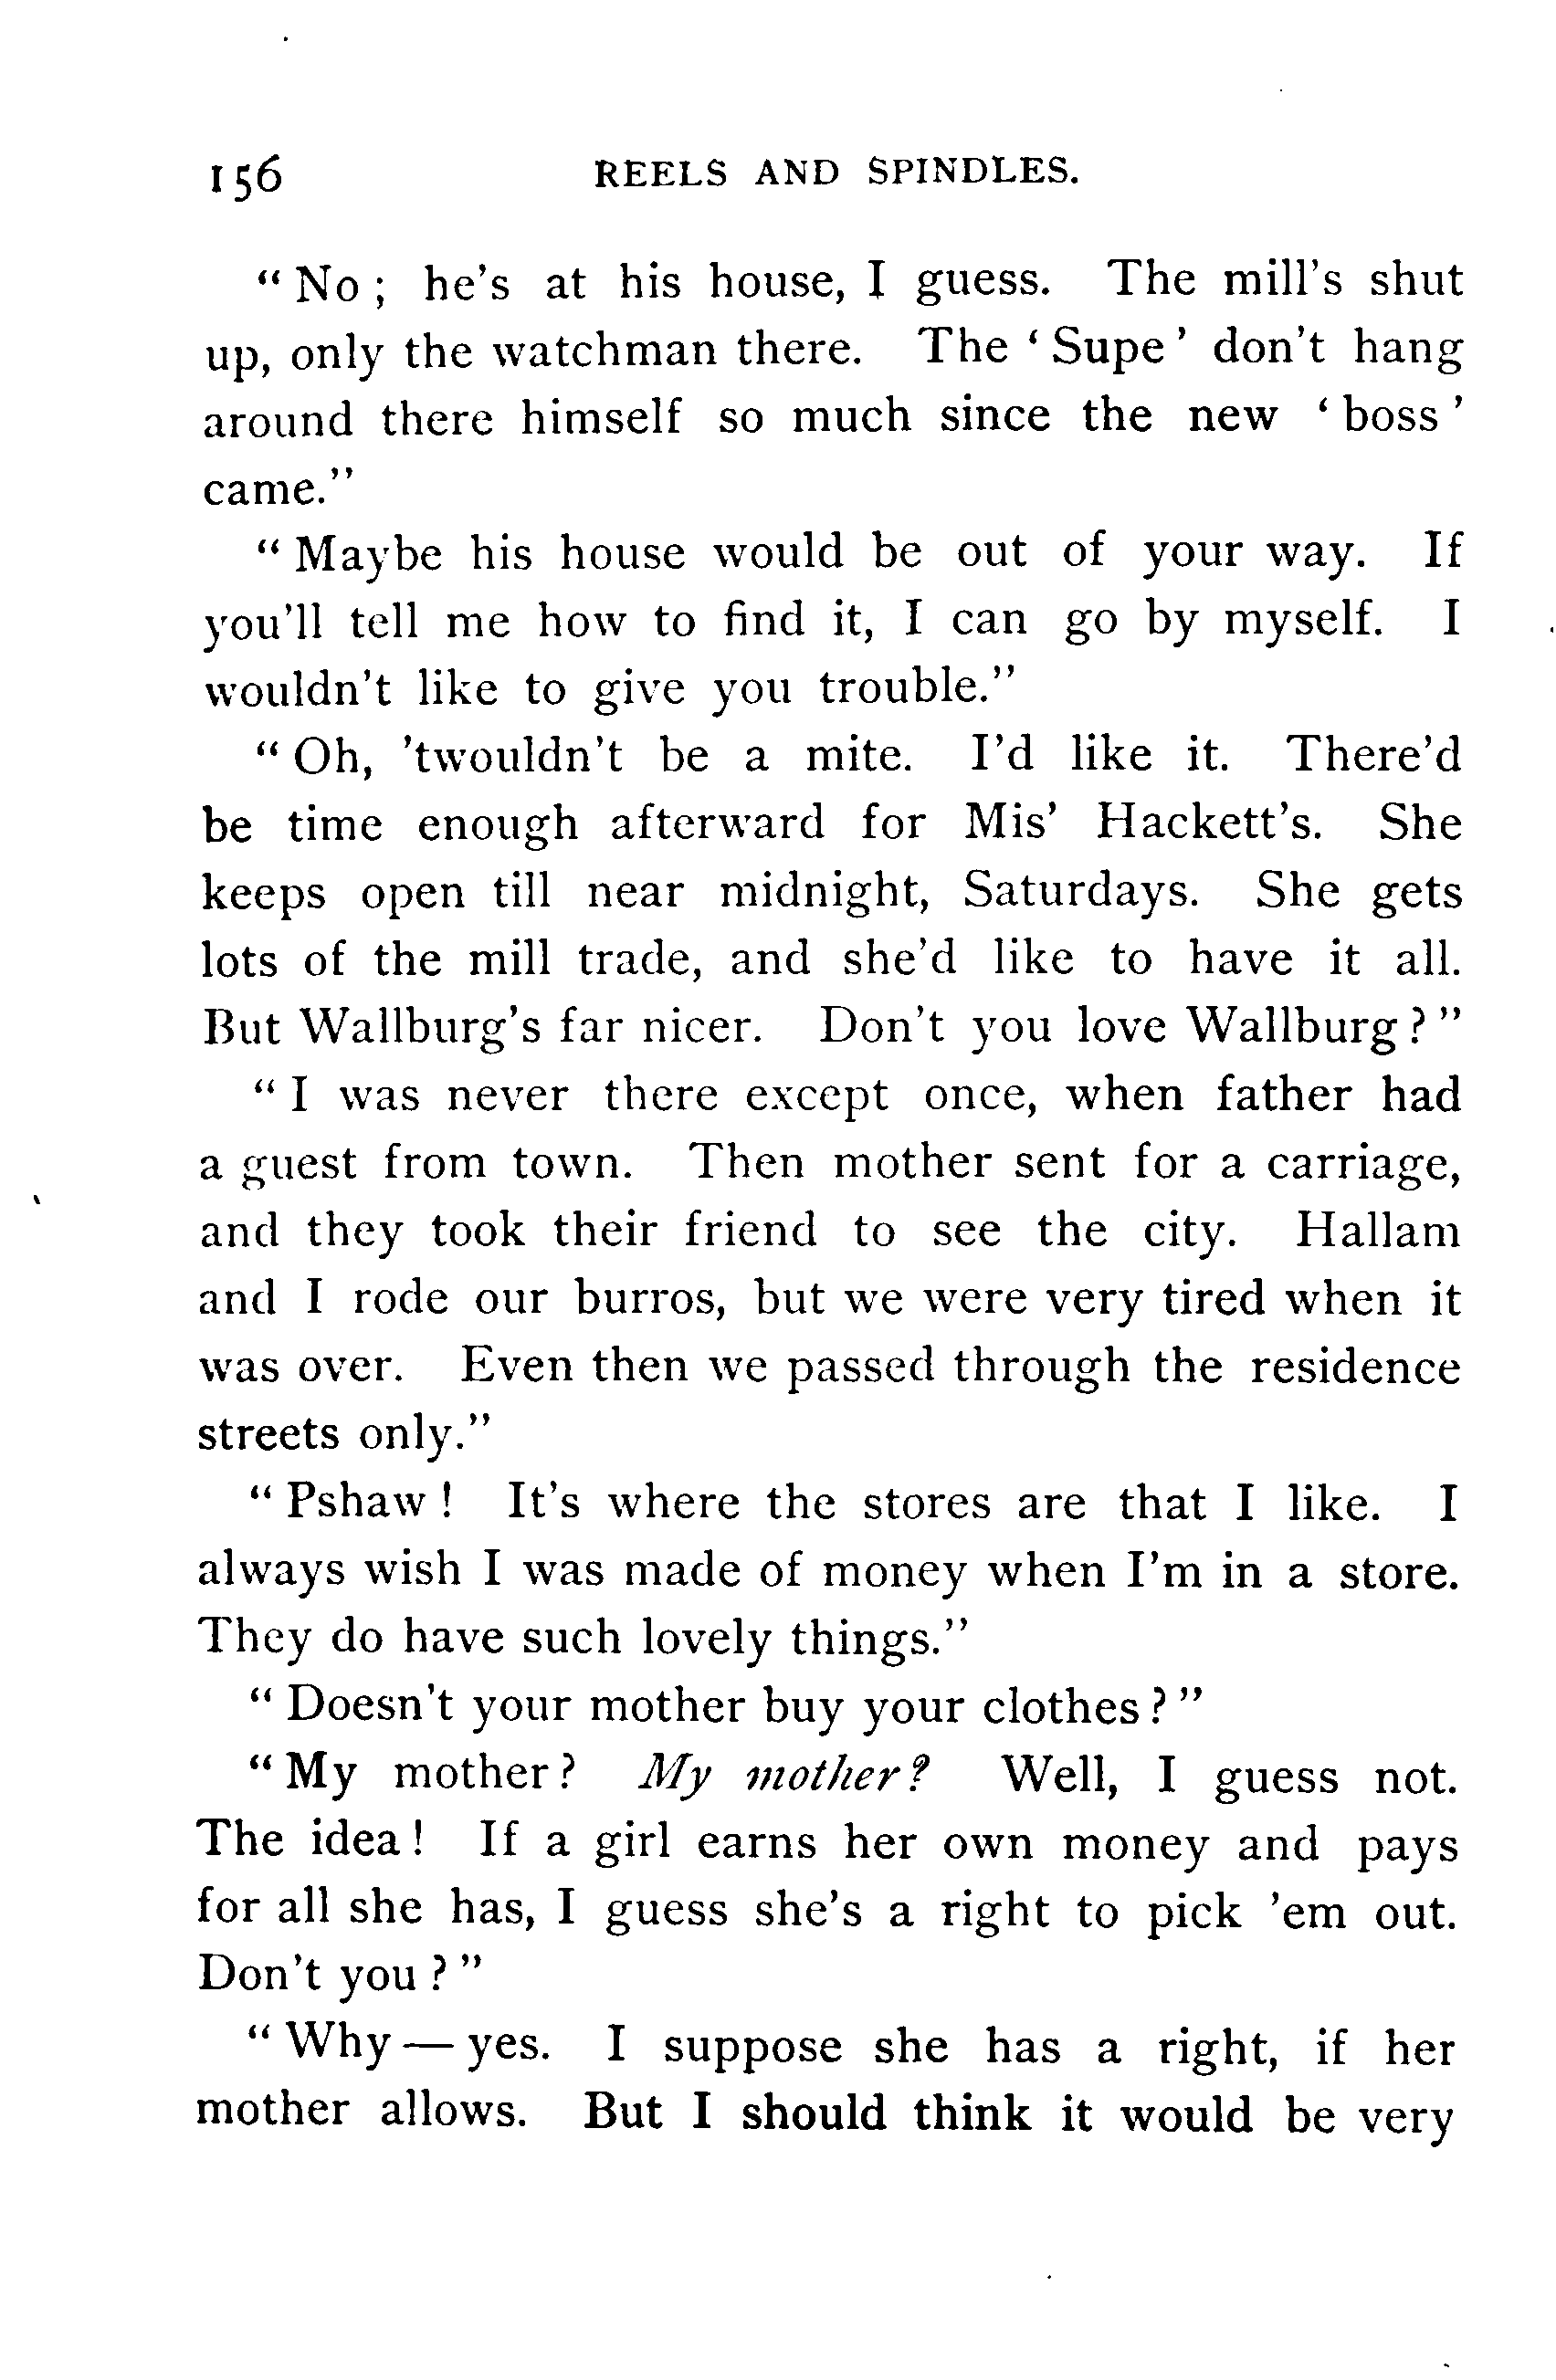 156 REELS AND SPINDLES.
“ No ; he’s at his house, I guess. The mill’s shut
up, only the watchman there. The ‘ Supe ’ don’t hang
around there himself so much since the new ‘ boss ’
came.”
“ Maybe his house would be out of your way. If
you’ll tell me how to find it, I can go by myself. I
wouldn’t like to give you trouble.”
“ Oh, ’twouldn’t be a mite. I’d like it. There’d
be time enough afterward for Mis’ Hackett’s. She
keeps open till near midnight, Saturdays. She gets
lots of the mill trade, and she’d like to have it all.
But Wallburg’s far nicer. Don’t you love Wallburg ? ”
“ I was never there except once, when father had
a guest from town. Then mother sent for a carriage,
and they took their friend to see the city. Hallam
and I rode our burros, but we were very tired when it
was over. Even then we passed through the residence
streets only.”
“ Pshaw ! It’s where the stores are that I like. I
always wish I was made of money when I’m in a store.
They do have such lovely things.”
“ Doesn’t your mother buy your clothes ? ”
“ My mother ? My mother ? Well, I guess not.
The idea ! If a girl earns her own money and pays
for all she has, I guess she’s a right to pick ’em out.
Don’t you ? ”
“ Why — yes. I suppose she has a right, if her
mother allows. But I should think it would be very